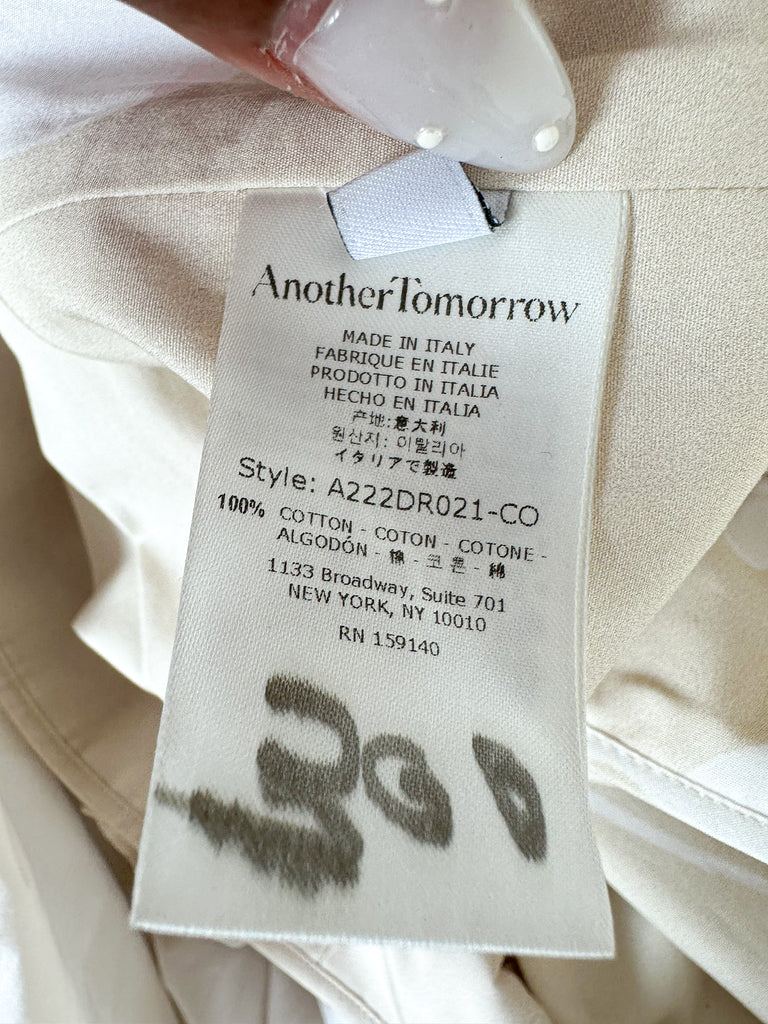 AnotherTomorrow
MADE IN ITALY
FABRIQUE EN ITALIE
PRODOTTO IN ITALIA
HECHO EN ITALIA
产地:意大利
원산지: 이탈리아
イタリアで製造
Style: A222DR021-CO
100% COTTON - COTON - COTONE -
ALGODÓN - 棉 - 코튼 - 綿
1133 Broadway, Suite 701
NEW YORK, NY 10010
RN 159140